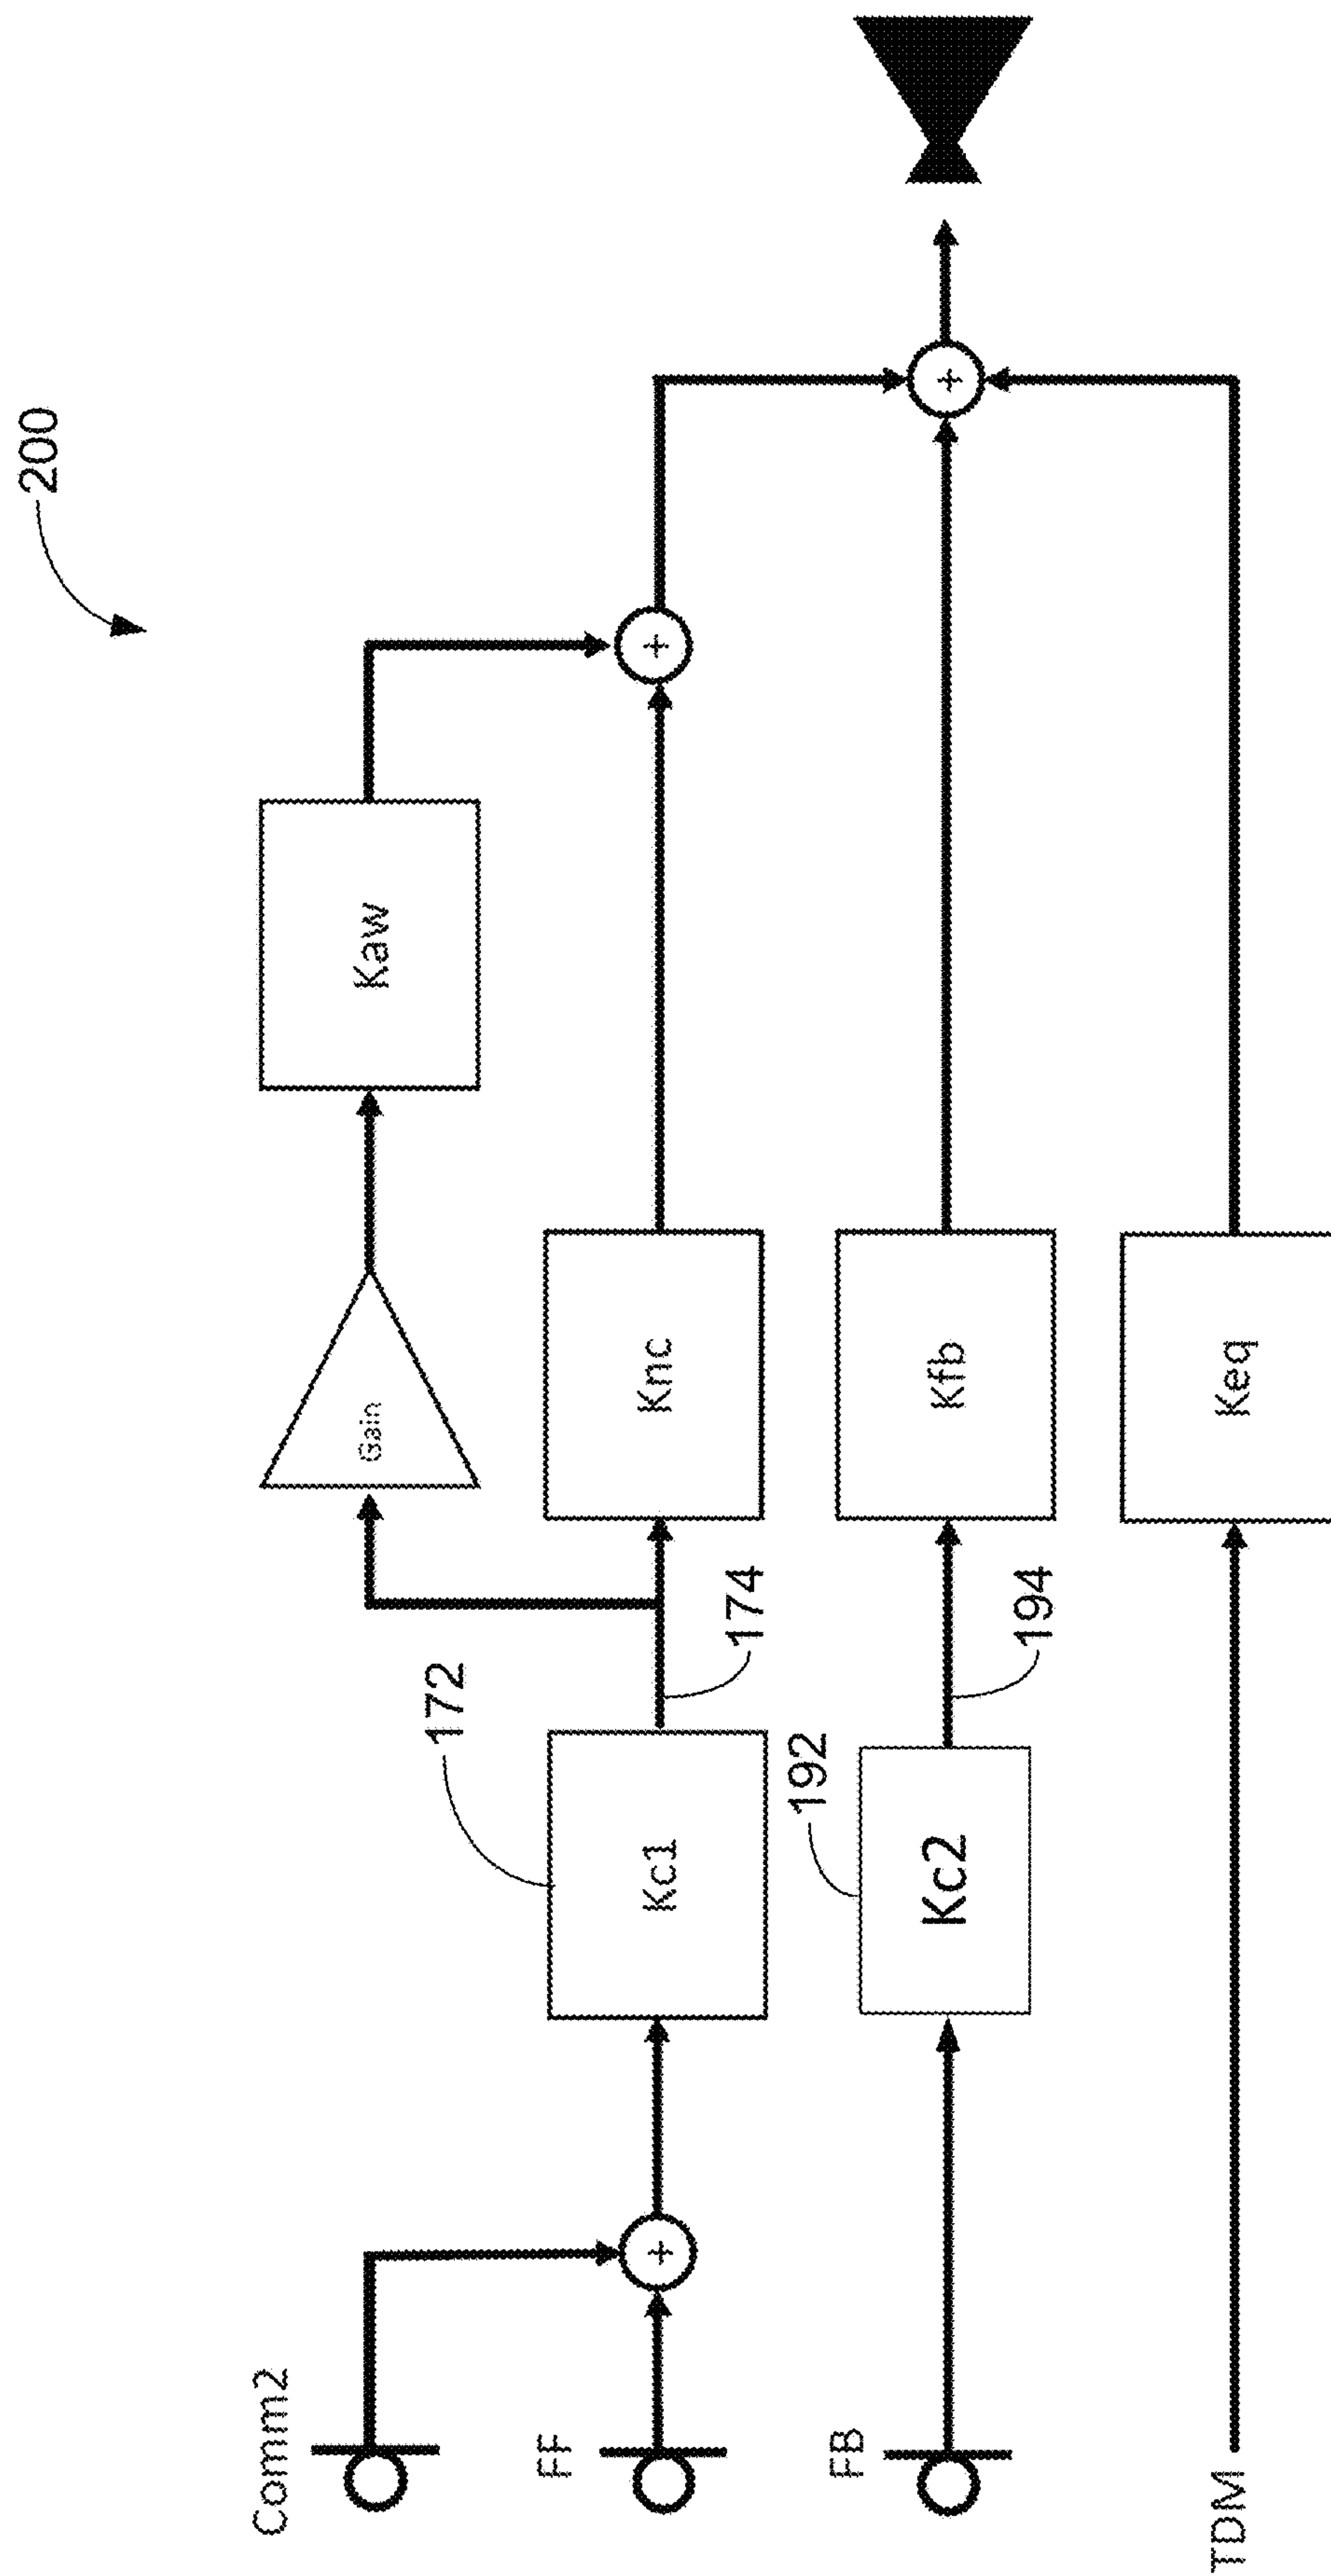 200
Comm2
FF
FB
TDM
+
Kc1
172
174
Kc2
192
194
Gain
Kaw
Knc
Kfb
Keq
+
+